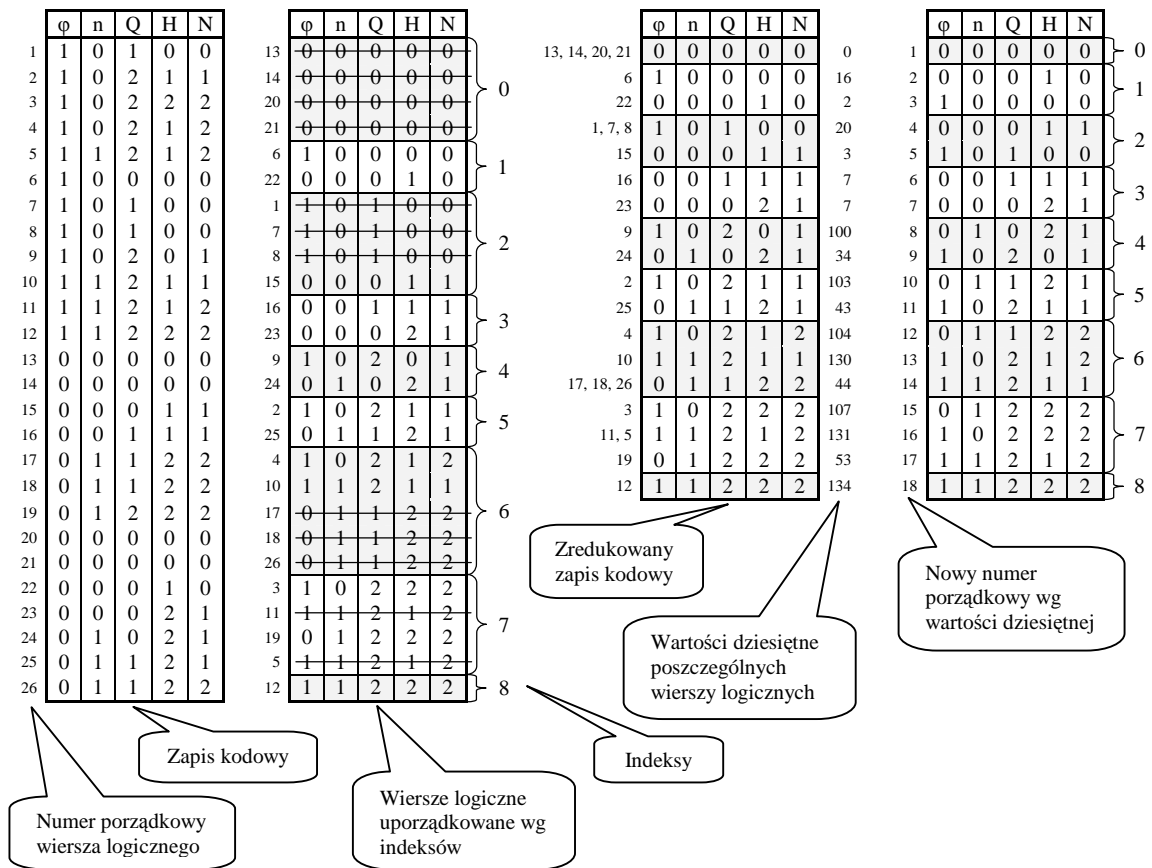 φ n Q H N
1 1 0 1 0 0
2 1 0 2 1 1
3 1 0 2 2 2
4 1 0 2 1 2
5 1 1 2 1 2
6 1 0 0 0 0
7 1 0 1 0 0
8 1 0 1 0 0
9 1 0 2 0 1
10 1 1 2 1 1
11 1 1 2 1 2
12 1 1 2 2 2
13 0 0 0 0 0
14 0 0 0 0 0
15 0 0 0 1 1
16 0 0 1 1 1
17 0 1 1 2 2
18 0 1 1 2 2
19 0 1 2 2 2
20 0 0 0 0 0
21 0 0 0 0 0
22 0 0 0 1 0
23 0 0 0 2 1
24 0 1 0 2 1
25 0 1 1 2 1
26 0 1 1 2 2
φ n Q H N
13 0 0 0 0 0
14 0 0 0 0 0
20 0 0 0 0 0
21 0 0 0 0 0
0
6 1 0 0 0 0
22 0 0 0 1 0
1
1 1 0 1 0 0
7 1 0 1 0 0
8 1 0 1 0 0
15 0 0 0 1 1
2
16 0 0 1 1 1
23 0 0 0 2 1
3
9 1 0 2 0 1
24 0 1 0 2 1
4
2 1 0 2 1 1
25 0 1 1 2 1
5
4 1 0 2 1 2
10 1 1 2 1 1
17 0 1 1 2 2
18 0 1 1 2 2
26 0 1 1 2 2
6
3 1 0 2 2 2
11 1 1 2 1 2
19 0 1 2 2 2
5 1 1 2 1 2
7
12 1 1 2 2 2 8
φ n Q H N
13, 14, 20, 21 0 0 0 0 0 0
6 1 0 0 0 0 16
22 0 0 0 1 0 2
1, 7, 8 1 0 1 0 0 20
15 0 0 0 1 1 3
16 0 0 1 1 1 7
23 0 0 0 2 1 7
9 1 0 2 0 1 100
24 0 1 0 2 1 34
2 1 0 2 1 1 103
25 0 1 1 2 1 43
4 1 0 2 1 2 104
10 1 1 2 1 1 130
17, 18, 26 0 1 1 2 2 44
3 1 0 2 2 2 107
11, 5 1 1 2 1 2 131
19 0 1 2 2 2 53
12 1 1 2 2 2 134
φ n Q H N
1 0 0 0 0 0 0
2 0 0 0 1 0
3 1 0 0 0 0
1
4 0 0 0 1 1
5 1 0 1 0 0
2
6 0 0 1 1 1
7 0 0 0 2 1
3
8 0 1 0 2 1
9 1 0 2 0 1
4
10 0 1 1 2 1
11 1 0 2 1 1
5
12 0 1 1 2 2
13 1 0 2 1 2
14 1 1 2 1 1
6
15 0 1 2 2 2
16 1 0 2 2 2
17 1 1 2 1 2
7
18 1 1 2 2 2 8
Numer porządkowy
wiersza logicznego
Zapis kodowy
Wiersze logiczne
uporządkowane wg
indeksów
Indeksy
Zredukowany
zapis kodowy
Wartości dziesiętne
poszczególnych
wierszy logicznych
Nowy numer
porządkowy wg
wartości dziesiętnej